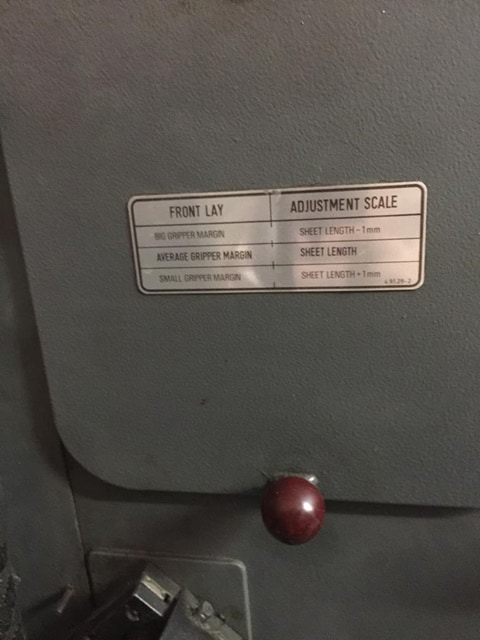 FRONT LAY ADJUSTMENT SCALE
BIG GRIPPER MARGIN SHEET LENGTH - 1mm
AVERAGE GRIPPER MARGIN SHEET LENGTH
SMALL GRIPPER MARGIN SHEET LENGTH + 1mm